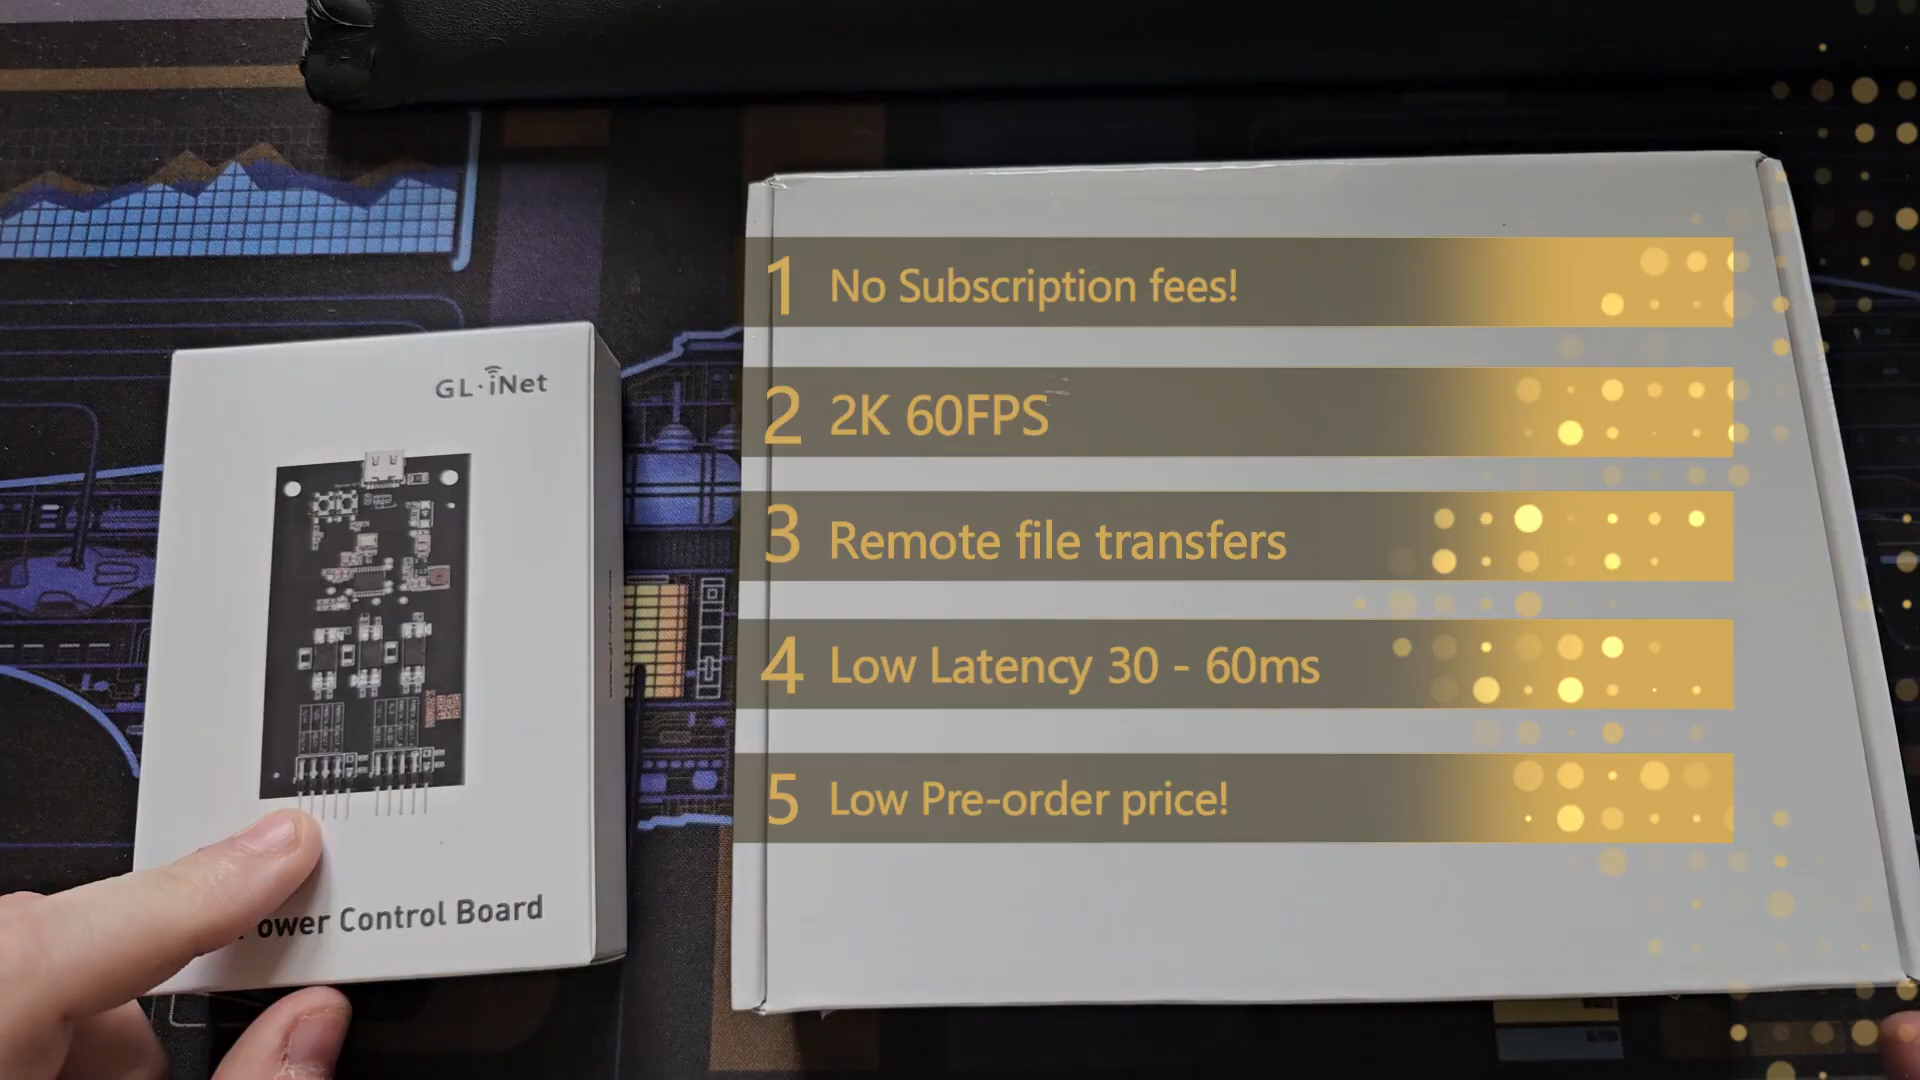 GL·iNet
Power Control Board
1 No Subscription fees!
2 2K 60FPS
3 Remote file transfers
4 Low Latency 30 - 60ms
5 Low Pre-order price!